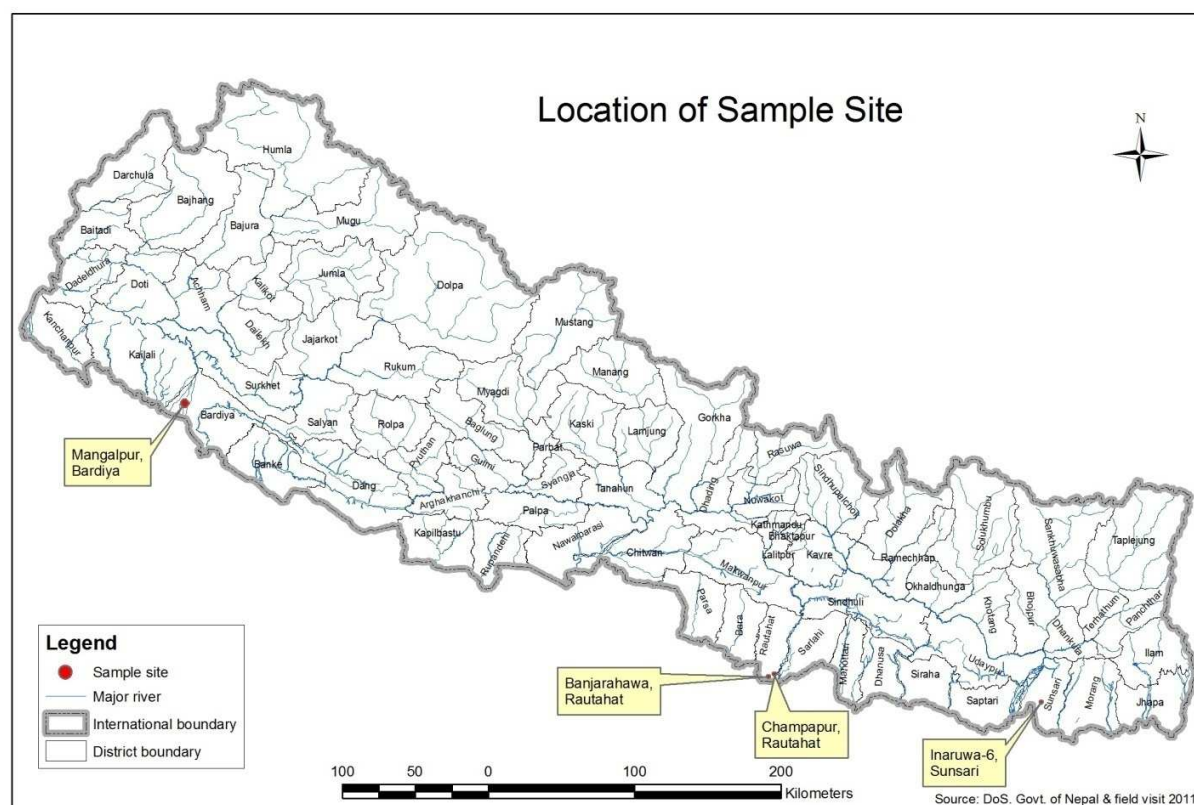 Location of Sample Site
N
Humla
Darchula
Bajhang
Mugu
Bajura
Baitadi
Jumla
Dadeldhura
Doti
Achham
Kalikot
Dolpa
Kanchanpur
Dailekh
Mustang
Jajarkot
Kailali
Rukum
Manang
Surkhet
Myagdi
Gorkha
Bardiya
Salyan
Rolpa
Baglung
Kaski
Lamjung
Mangalpur,
Bardiya
Pyuthan
Parbat
Rasuwa
Banke
Gulmi
Syangja
Sindhupalchok
Dang
Tanahun
Dhading
Nowakot
Arghakhanchi
Dolakha
Solukhumbu
Sankhuwasabha
Palpa
Kathmandu
Bhaktapur
Taplejung
Kapilbastu
Rupandehi
Nawalparasi
Chitwan
Lalitpur
Kavre
Ramechhap
Makwanpur
Okhaldhunga
Parsa
Sindhuli
Khotang
Bhojpur
Terhathum
Panchthar
Bara
Rautahat
Sarlahi
Dhankuta
Mahottari
Dhanusa
Siraha
Udaypur
Ilam
Saptari
Sunsari
Morang
Jhapa
Banjarahawa,
Rautahat
Champapur,
Rautahat
Inaruwa-6,
Sunsari
Legend
Sample site
Major river
International boundary
District boundary
100 50 0 100 200
Kilometers
Source: DoS, Govt. of Nepal & field visit 2011